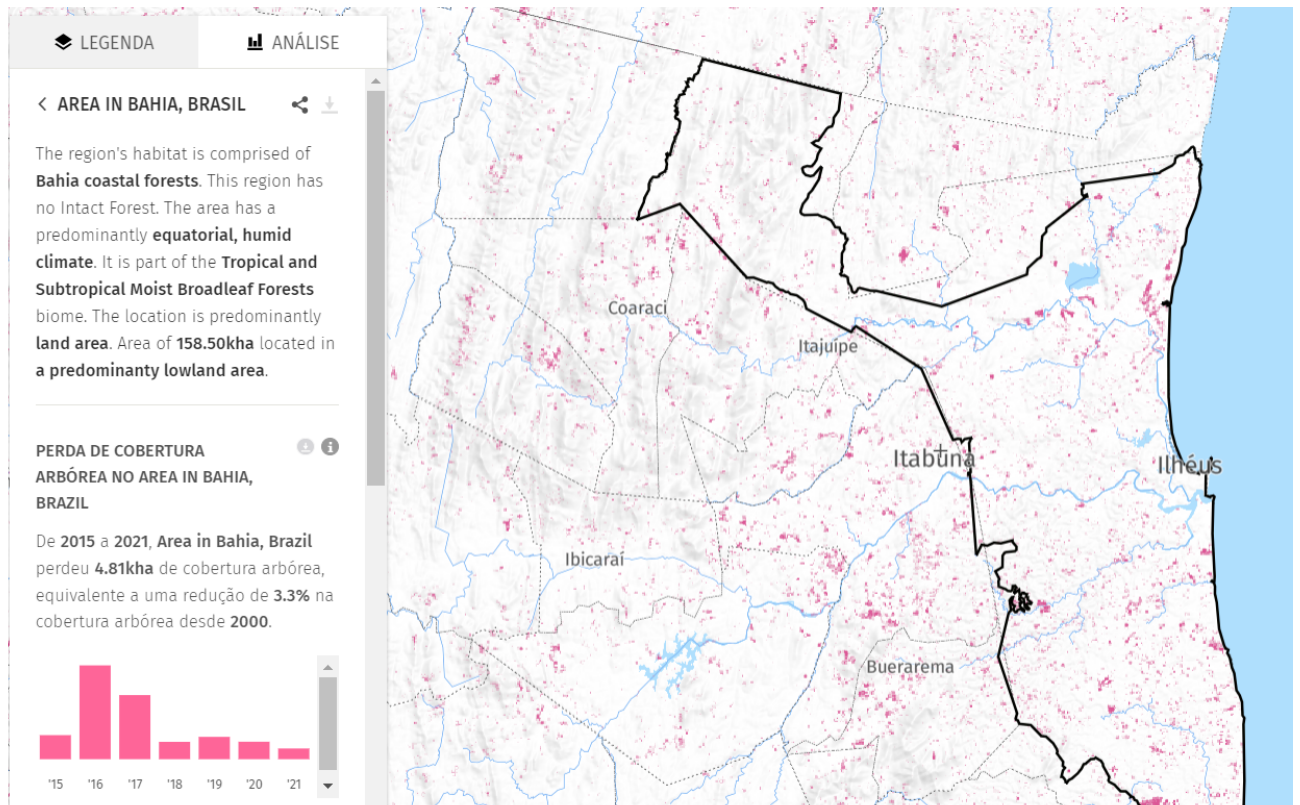 LEGENDA
ANÁLISE
AREA IN BAHIA, BRASIL
The region's habitat is comprised of
Bahia coastal forests. This region has
no Intact Forest. The area has a
predominantly equatorial, humid
climate. It is part of the Tropical and
Subtropical Moist Broadleaf Forests
biome. The location is predominantly
land area. Area of 158.50kha located in
a predominanty lowland area.
PERDA DE COBERTURA
ARBÓREA NO AREA IN BAHIA,
BRAZIL
De 2015 a 2021, Area in Bahia, Brazil
perdeu 4.81kha de cobertura arbórea,
equivalente a uma redução de 3.3% na
cobertura arbórea desde 2000.
'15 '16 '17 '18 '19 '20 '21
Coaraci
Itajuipe
Itabuna
Ilhéus
Ibicaraí
Buerarema